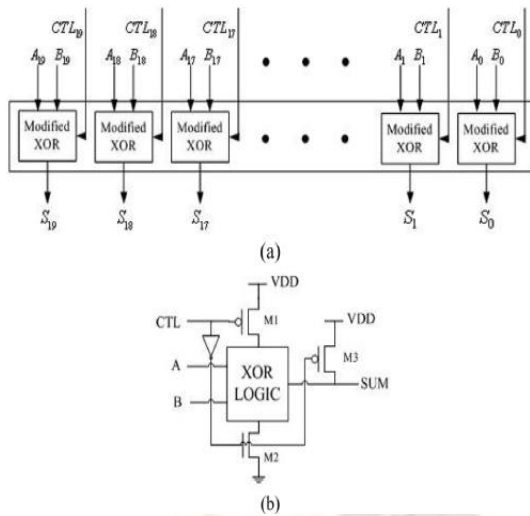 CTL19 CTL18 CTL17 CTL1 CTL0
A19 B19 A18 B18 A17 B17 A1 B1 A0 B0
Modified XOR Modified XOR Modified XOR Modified XOR Modified XOR
S19 S18 S17 S1 S0
(a)
VDD
CTL M1 VDD
A XOR LOGIC M3
SUM
B
M2
(b)